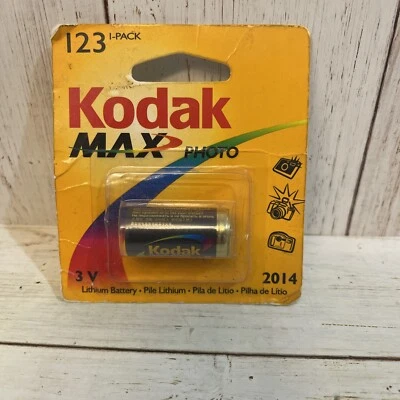 123 1-PACK
Kodak
MAX PHOTO
Kodak
3 V 2014
Lithium Battery • Pile Lithium • Pila de Litio • Pilha de Lítio